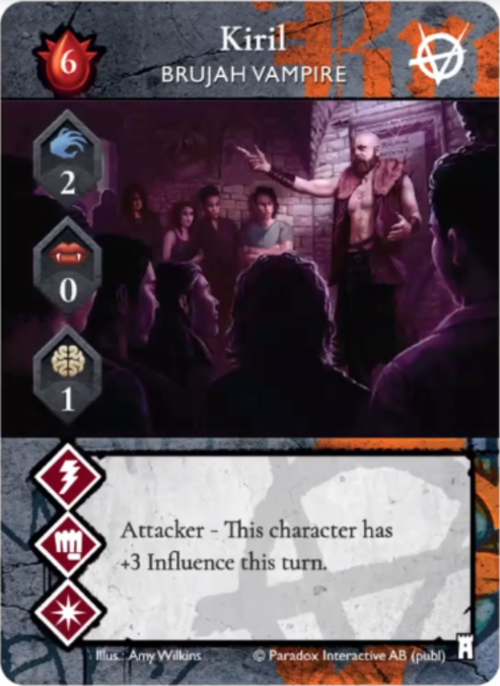 6
Kiril
BRUJAH VAMPIRE
2
0
1
Attacker - This character has
+3 Influence this turn.
Illus.: Amy Wilkins
© Paradox Interactive AB (publ)